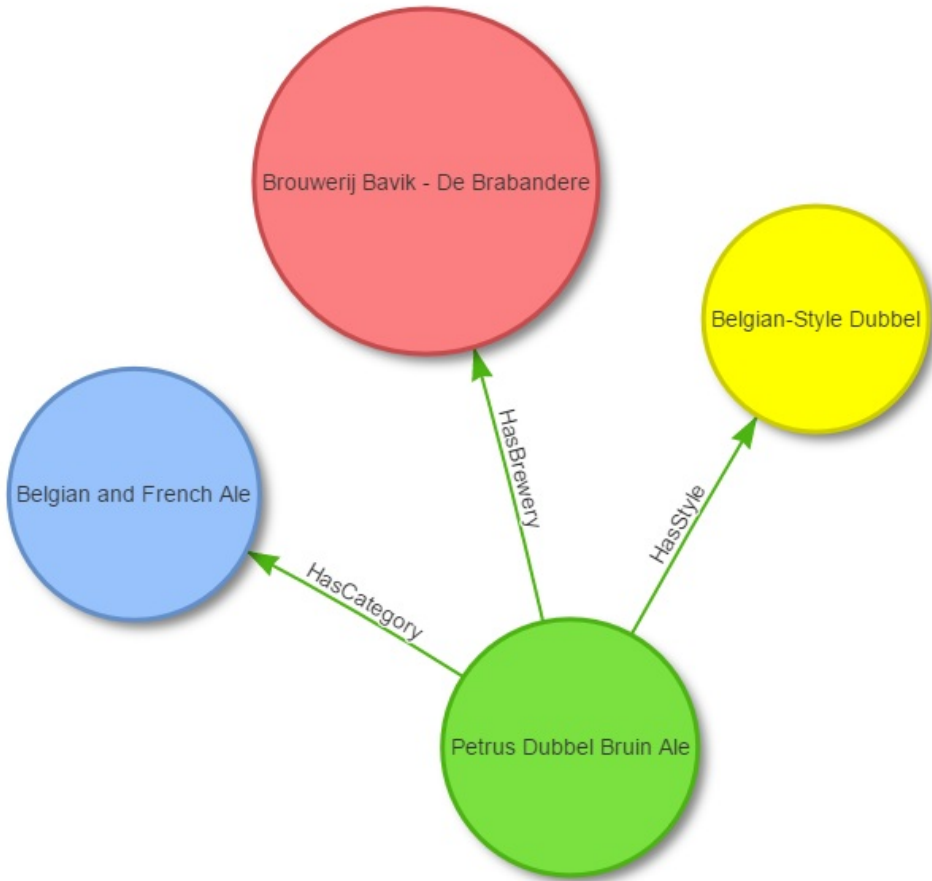 Brouwerij Bavik - De Brabandere
Belgian-Style Dubbel
HasBrewery
Belgian and French Ale
HasStyle
HasCategory
Petrus Dubbel Bruin Ale